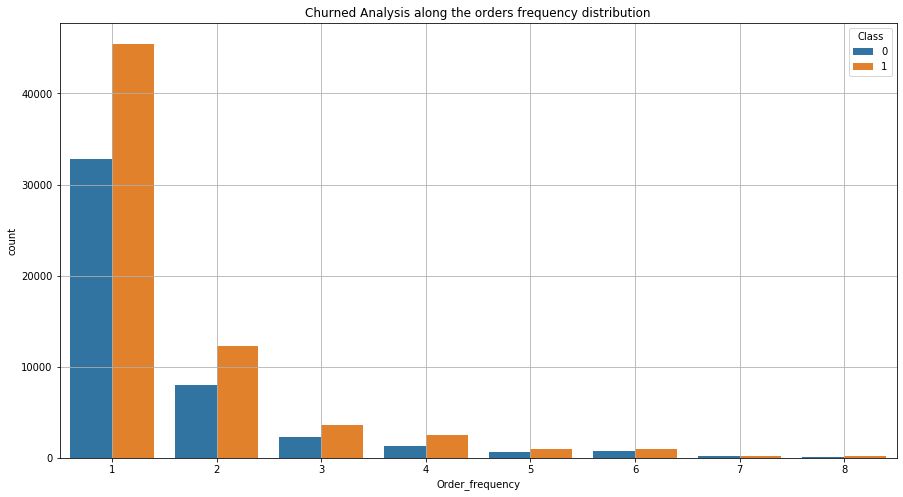 Churned Analysis along the orders frequency distribution
Class
0
1
count
40000
30000
20000
10000
0
1 2 3 4 5 6 7 8
Order_frequency